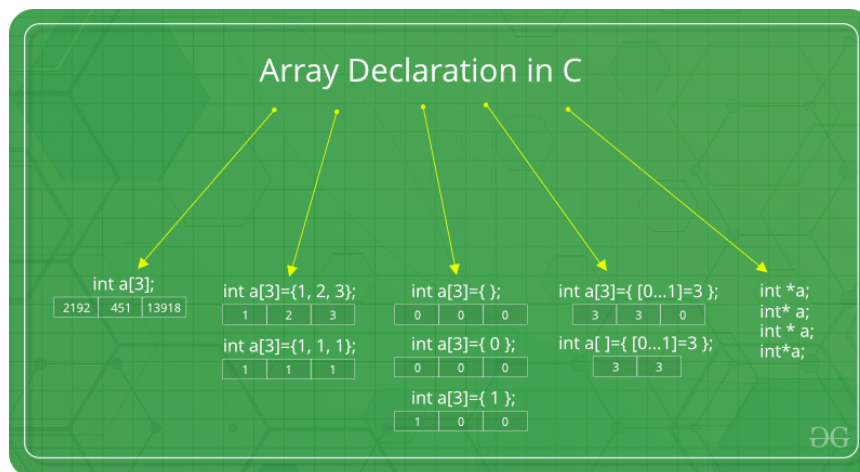 Array Declaration in C
int a[3];
2192 451 13918
int a[3]={1, 2, 3};
1 2 3
int a[3]={1, 1, 1};
1 1 1
int a[3]={ };
0 0 0
int a[3]={ 0 };
0 0 0
int a[3]={ 1 };
1 0 0
int a[3]={ [0...1]=3 };
3 3 0
int a[ ]={ [0...1]=3 };
3 3
int *a;
int* a;
int * a;
int*a;